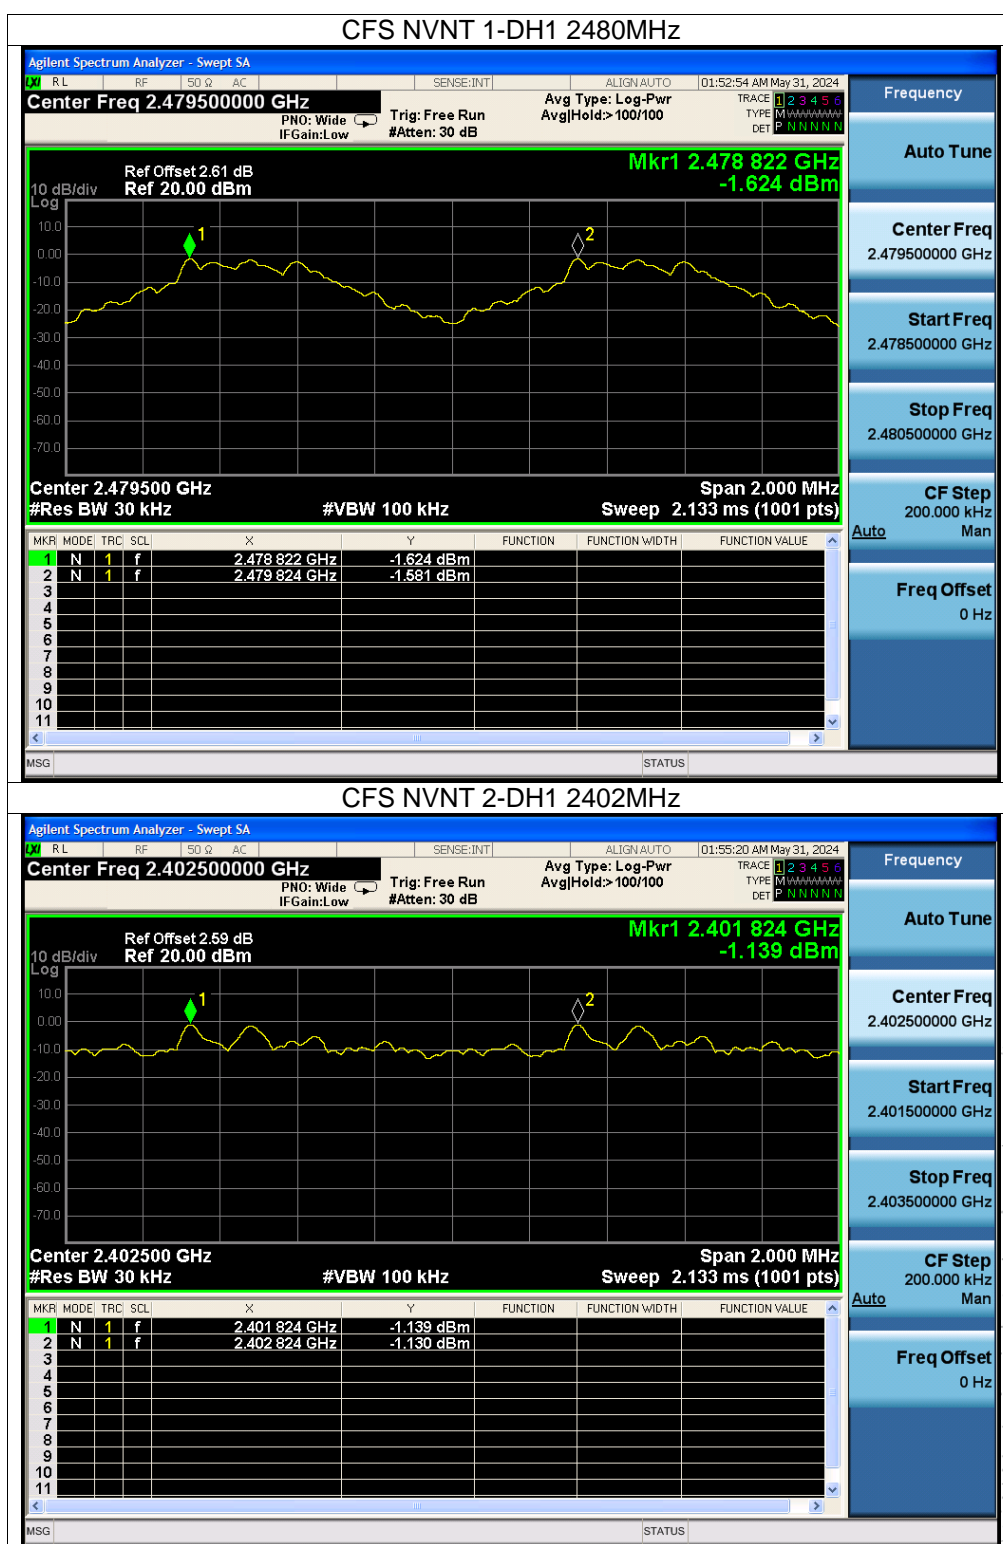 CFS NVNT 1-DH1 2480MHz
Agilent Spectrum Analyzer - Swept SA
LXI RL RF 50 Ω AC SENSE:INT ALIGN AUTO 01:52:54 AM May 31, 2024
Center Freq 2.479500000 GHz
PNO: Wide
IFGain:Low
Trig: Free Run
#Atten: 30 dB
Avg Type: Log-Pwr
Avg|Hold:> 100/100
TRACE 1 2 3 4 5 6
TYPE MWWWWW
DET P N N N N N
Frequency
Mkr1 2.478 822 GHz
-1.624 dBm
Ref Offset 2.61 dB
10 dB/div Ref 20.00 dBm
Log
10.0
0.00
-10.0
-20.0
-30.0
-40.0
-50.0
-60.0
-70.0
1
2
Center 2.479500 GHz Span 2.000 MHz
#Res BW 30 kHz #VBW 100 kHz Sweep 2.133 ms (1001 pts)
MKR MODE TRC SCL X Y FUNCTION FUNCTION WIDTH FUNCTION VALUE
1 N 1 f 2.478 822 GHz -1.624 dBm
2 N 1 f 2.479 824 GHz -1.581 dBm
3
4
5
6
7
8
9
10
11
MSG STATUS
Auto Tune
Center Freq
2.479500000 GHz
Start Freq
2.478500000 GHz
Stop Freq
2.480500000 GHz
CF Step
200.000 kHz
Auto Man
Freq Offset
0 Hz
CFS NVNT 2-DH1 2402MHz
Agilent Spectrum Analyzer - Swept SA
LXI RL RF 50 Ω AC SENSE:INT ALIGN AUTO 01:55:20 AM May 31, 2024
Center Freq 2.402500000 GHz
PNO: Wide
IFGain:Low
Trig: Free Run
#Atten: 30 dB
Avg Type: Log-Pwr
Avg|Hold:> 100/100
TRACE 1 2 3 4 5 6
TYPE MWWWWW
DET P N N N N N
Frequency
Mkr1 2.401 824 GHz
-1.139 dBm
Ref Offset 2.59 dB
10 dB/div Ref 20.00 dBm
Log
10.0
0.00
-10.0
-20.0
-30.0
-40.0
-50.0
-60.0
-70.0
1
2
Center 2.402500 GHz Span 2.000 MHz
#Res BW 30 kHz #VBW 100 kHz Sweep 2.133 ms (1001 pts)
MKR MODE TRC SCL X Y FUNCTION FUNCTION WIDTH FUNCTION VALUE
1 N 1 f 2.401 824 GHz -1.139 dBm
2 N 1 f 2.402 824 GHz -1.130 dBm
3
4
5
6
7
8
9
10
11
MSG STATUS
Auto Tune
Center Freq
2.402500000 GHz
Start Freq
2.401500000 GHz
Stop Freq
2.403500000 GHz
CF Step
200.000 kHz
Auto Man
Freq Offset
0 Hz